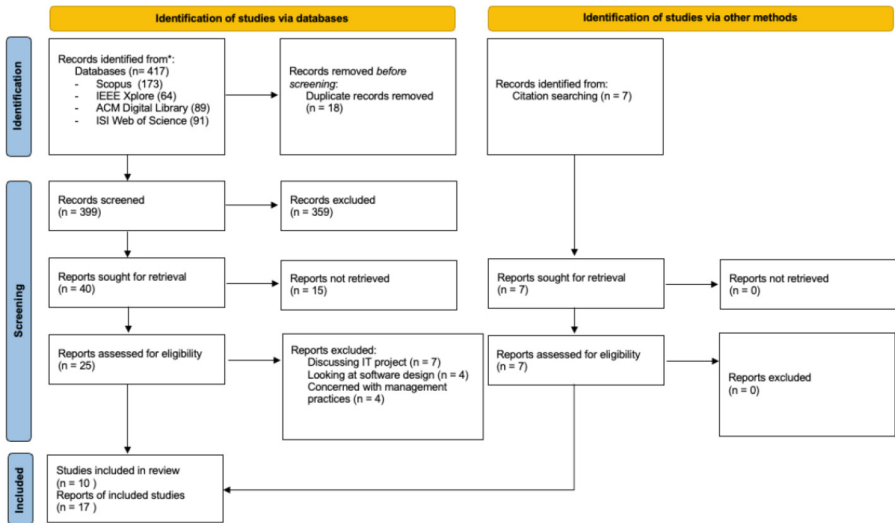 Identification of studies via databases
Identification of studies via other methods
Identification
Records identified from*:
Databases (n= 417)
- Scopus (173)
- IEEE Xplore (64)
- ACM Digital Library (89)
- ISI Web of Science (91)
Records removed before
screening:
Duplicate records removed
(n = 18)
Records identified from:
Citation searching (n = 7)
Screening
Records screened
(n = 399)
Records excluded
(n = 359)
Reports sought for retrieval
(n = 40)
Reports not retrieved
(n = 15)
Reports sought for retrieval
(n = 7)
Reports not retrieved
(n = 0)
Reports assessed for eligibility
(n = 25)
Reports excluded:
Discussing IT project (n = 7)
Looking at software design (n = 4)
Concerned with management
practices (n = 4)
Reports assessed for eligibility
(n = 7)
Reports excluded
(n = 0)
Included
Studies included in review
(n = 10 )
Reports of included studies
(n = 17 )